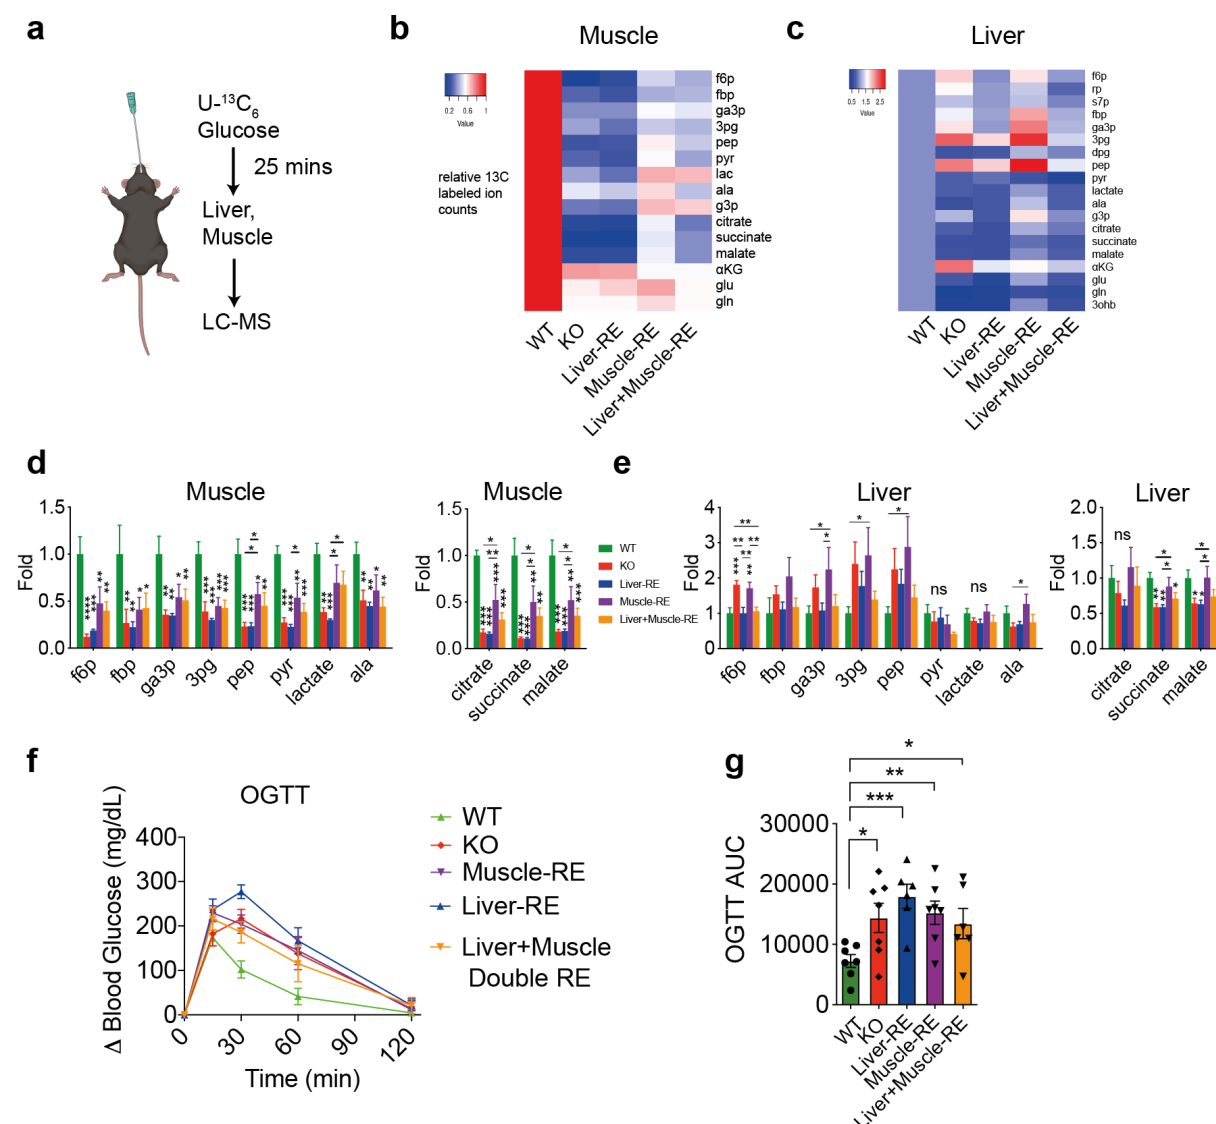 a
U-¹³C₆
Glucose
25 mins
Liver,
Muscle
LC-MS
b
Muscle
0.2 0.6 1
Value
relative 13C
labeled ion
counts
f6p
fbp
ga3p
3pg
pep
pyr
lac
ala
g3p
citrate
succinate
malate
αKG
glu
gln
WT
KO
Liver-RE
Muscle-RE
Liver+Muscle-RE
c
Liver
0.5 1.5 2.5
Value
f6p
rp
s7p
fbp
ga3p
3pg
dpg
pep
pyr
lactate
ala
g3p
citrate
succinate
malate
αKG
glu
gln
3ohb
WT
KO
Liver-RE
Muscle-RE
Liver+Muscle-RE
d
Muscle
Fold
1.5
1.0
0.5
0.0
f6p
fbp
ga3p
3pg
pep
pyr
lactate
ala
Muscle
Fold
1.5
1.0
0.5
0.0
citrate
succinate
malate
WT
KO
Liver-RE
Muscle-RE
Liver+Muscle-RE
e
Liver
Fold
4
3
2
1
0
ns
ns
f6p
fbp
ga3p
3pg
pep
pyr
lactate
ala
Liver
Fold
2.0
1.5
1.0
0.5
0.0
ns
citrate
succinate
malate
f
OGTT
Δ Blood Glucose (mg/dL)
400
300
200
100
0
0 30 60 90 120
Time (min)
WT
KO
Muscle-RE
Liver-RE
Liver+Muscle
Double RE
g
OGTT AUC
30000
20000
10000
0
*
**
***
*
WT
KO
Liver-RE
Muscle-RE
Liver+Muscle-RE